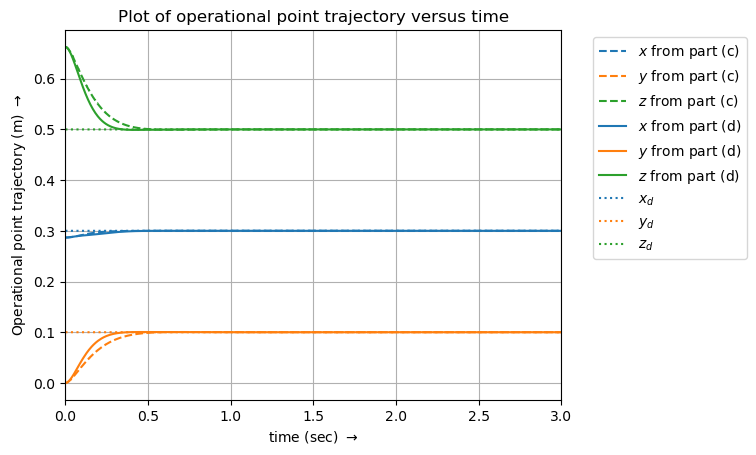 Plot of operational point trajectory versus time
Operational point trajectory (m) →
0.6
0.5
0.4
0.3
0.2
0.1
0.0
0.0 0.5 1.0 1.5 2.0 2.5 3.0
time (sec) →
x from part (c)
y from part (c)
z from part (c)
x from part (d)
y from part (d)
z from part (d)
x_d
y_d
z_d